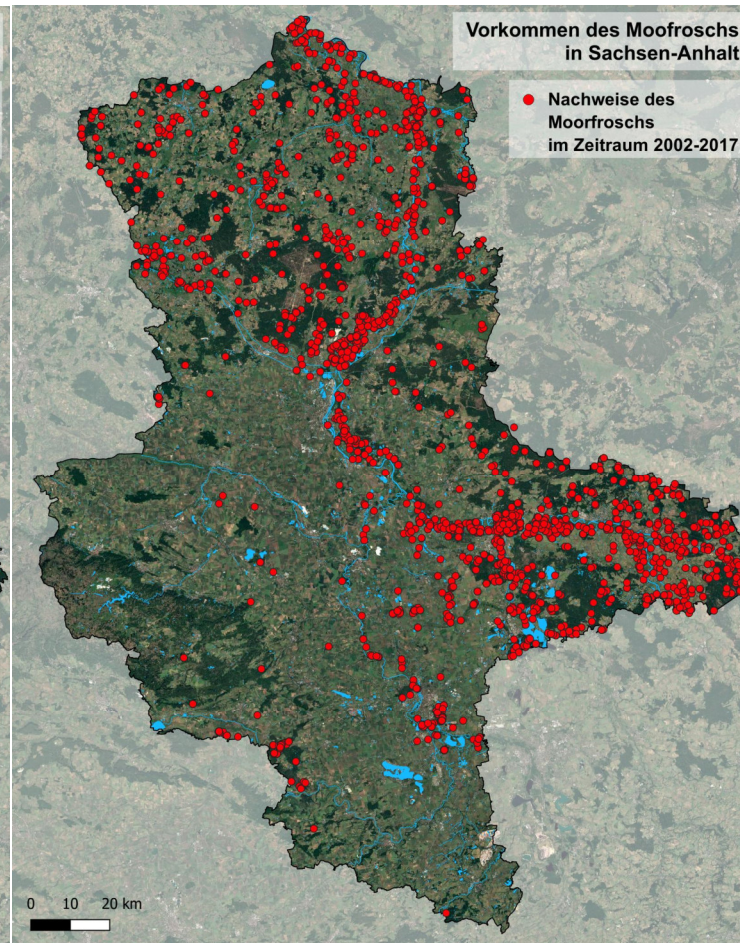 Vorkommen des Moofroschs
in Sachsen-Anhalt
Nachweise des
Moorfroschs
im Zeitraum 2002-2017
0 10 20 km